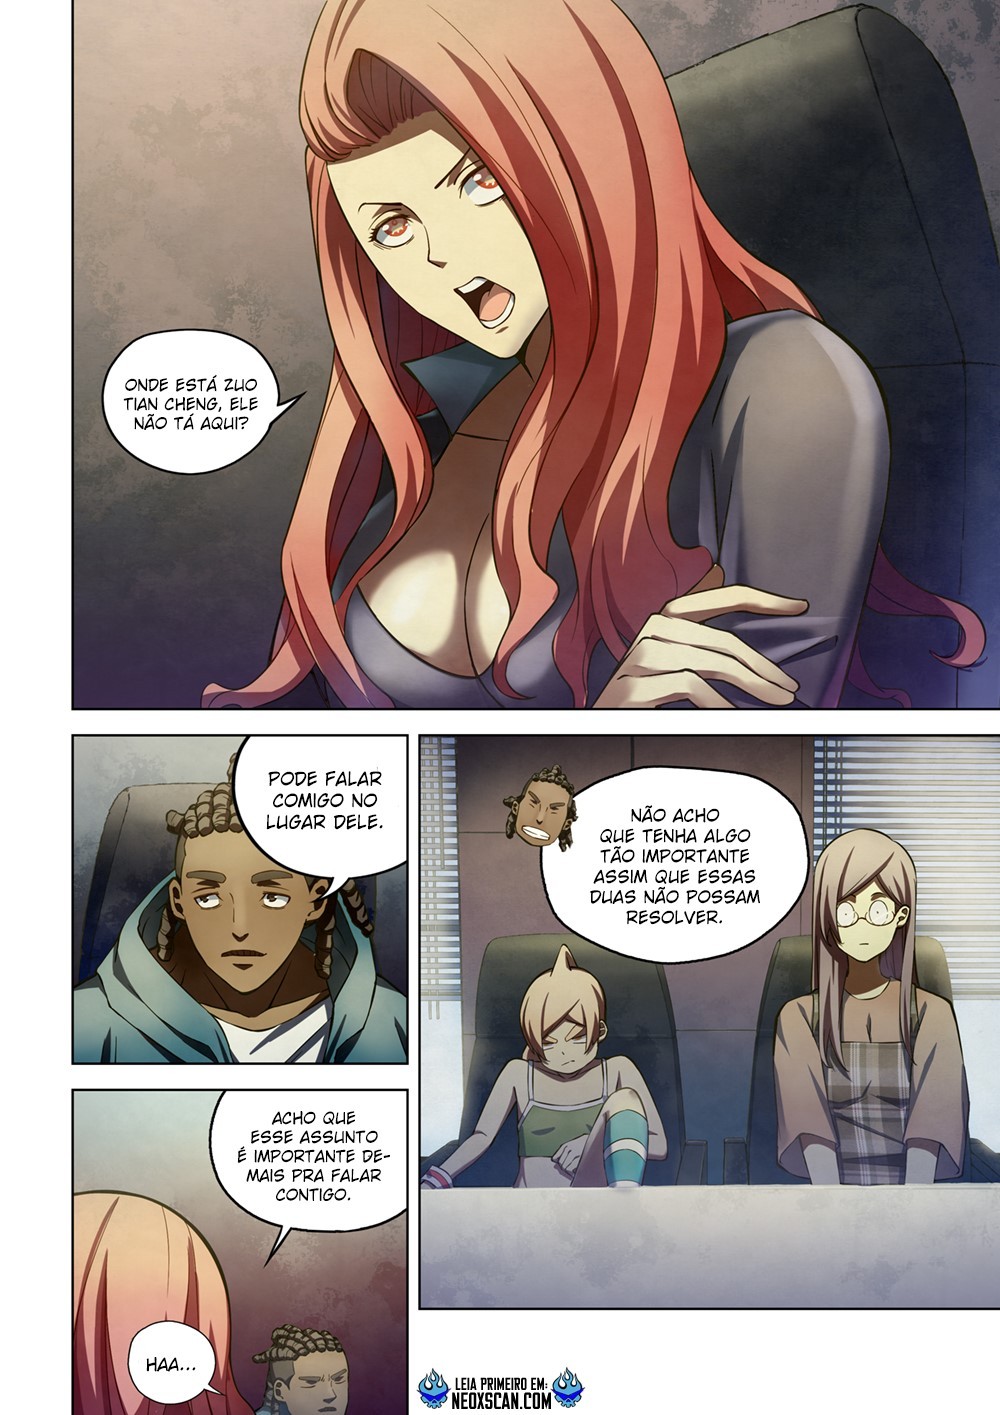 ONDE ESTÁ ZUO
TIAN CHENG, ELE
NÃO TÁ AQUI?
PODE FALAR
COMIGO NO
LUGAR DELE.
NÃO ACHO
QUE TENHA ALGO
TÃO IMPORTANTE
ASSIM QUE ESSAS
DUAS NÃO POSSAM
RESOLVER.
ACHO QUE
ESSE ASSUNTO
É IMPORTANTE DE-
MAIS PRA FALAR
CONTIGO.
HAA...
LEIA PRIMEIRO EM:
NEOXSCAN.COM